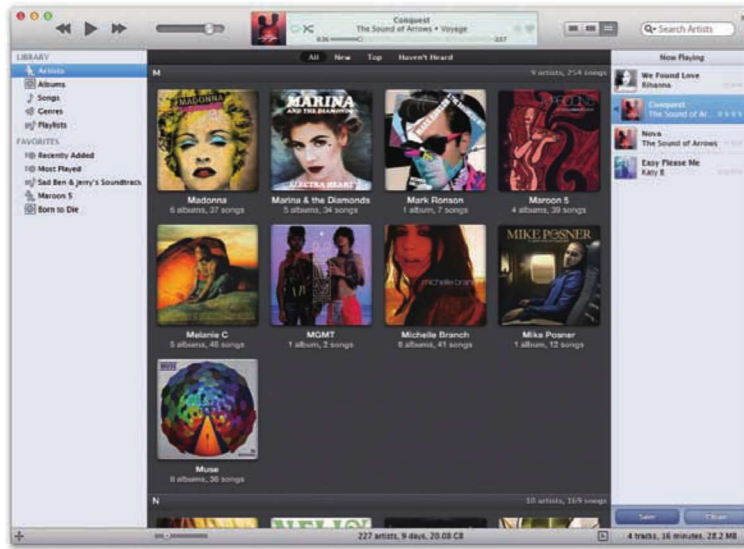 Conquest
The Sound of Arrows • Voyage
Search Artists
LIBRARY
Artists
Albums
Songs
Genres
Playlists
FAVORITES
Recently Added
Most Played
Sad Ben & Jerry's Soundtrack
Maroon 5
Born to Die
All New Top Haven't Heard
M 9 artists, 254 songs
MADONNA
MARINA
AND THE DIAMONDS
ELECTRA HEART
Madonna
6 albums, 37 songs
Marina & the Diamonds
5 albums, 34 songs
Mark Ronson
1 album, 7 songs
Maroon 5
4 albums, 39 songs
michelle branch
MIKE POSNER
Melanie C
5 albums, 48 songs
MGMT
1 album, 2 songs
Michelle Branch
6 albums, 41 songs
Mike Posner
1 album, 12 songs
MUSE
Muse
8 albums, 36 songs
N 10 artists, 169 songs
227 artists, 9 days, 20.08 GB
Now Playing
We Found Love
Rihanna
Conquest
The Sound of Ar...
Nova
The Sound of Arrows
Easy Please Me
Katy B
Save
4 tracks, 16 minutes, 28.2 MB